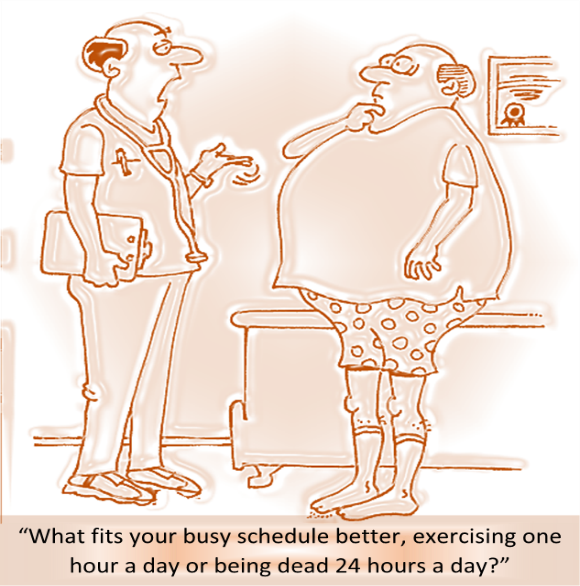 “What fits your busy schedule better, exercising one
hour a day or being dead 24 hours a day?”